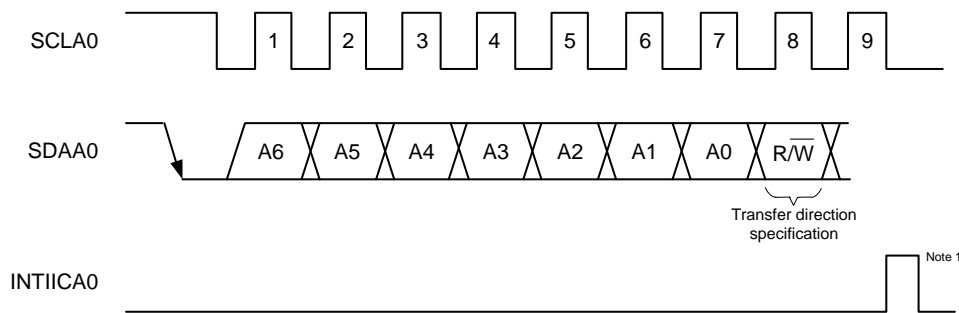 SCLA0
1 2 3 4 5 6 7 8 9
SDAA0
A6 A5 A4 A3 A2 A1 A0 R/W̅
Transfer direction
specification
INTIICA0
Note 1